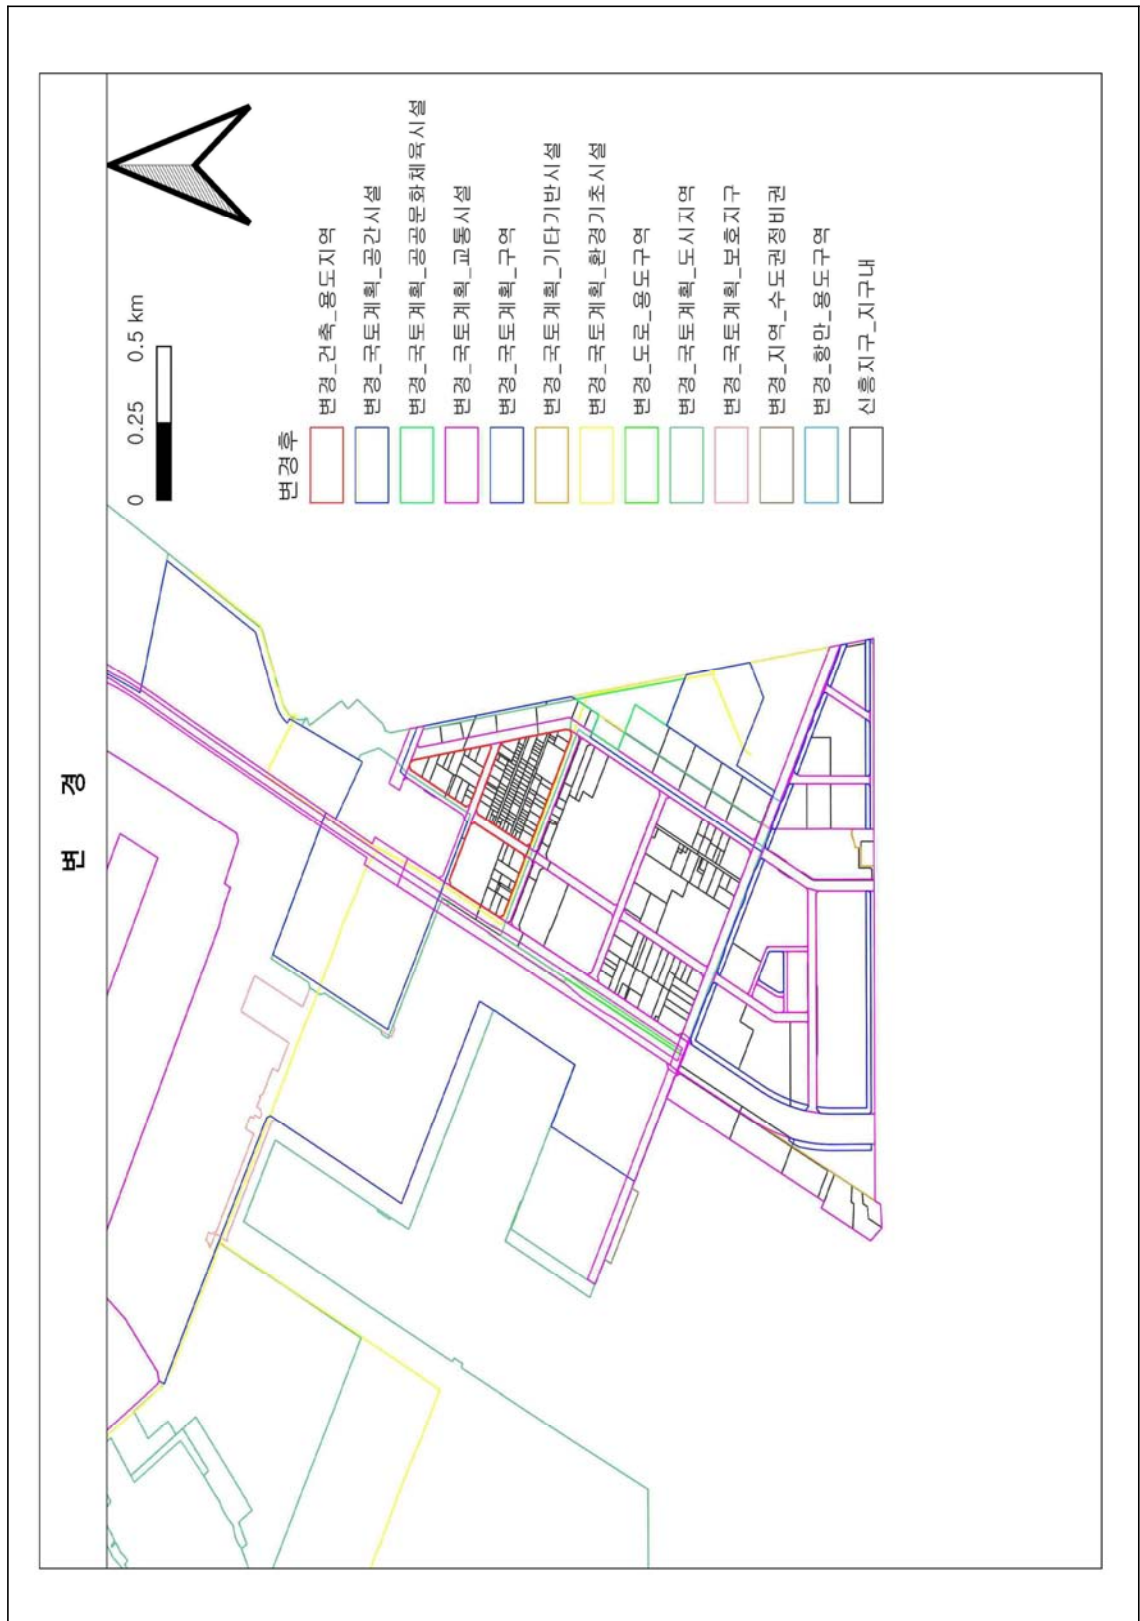 변 경
0 0.25 0.5 km
변경후
변경_건축_용도지역
변경_국토계획_공간시설
변경_국토계획_공공문화체육시설
변경_국토계획_교통시설
변경_국토계획_구역
변경_국토계획_기타기반시설
변경_국토계획_환경기초시설
변경_도로_용도구역
변경_국토계획_도시지역
변경_국토계획_보호지구
변경_지역_수도권정비권
변경_항만_용도구역
신흥지구_지구내